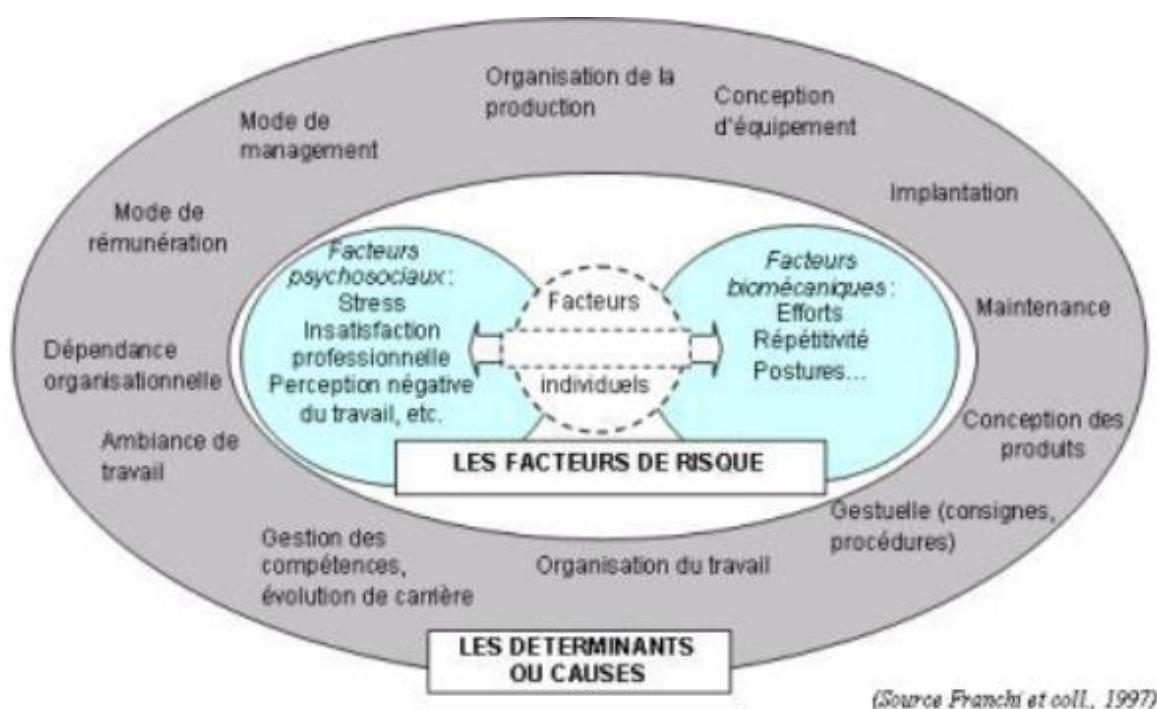 Organisation de la
production
Conception
d'équipement
Mode de
management
Implantation
Mode de
rémunération
Facteurs
psychosociaux :
Stress
Insatisfaction
professionnelle
Perception négative
du travail, etc.
Facteurs
individuels
Facteurs
biomécaniques :
Efforts
Répétitivité
Postures...
Maintenance
Dépendance
organisationnelle
Ambiance de
travail
Conception des
produits
LES FACTEURS DE RISQUE
Gestuelle (consignes,
procédures)
Gestion des
compétences,
évolution de carrière
Organisation du travail
LES DETERMINANTS
OU CAUSES
(Source Franchi et coll., 1997)